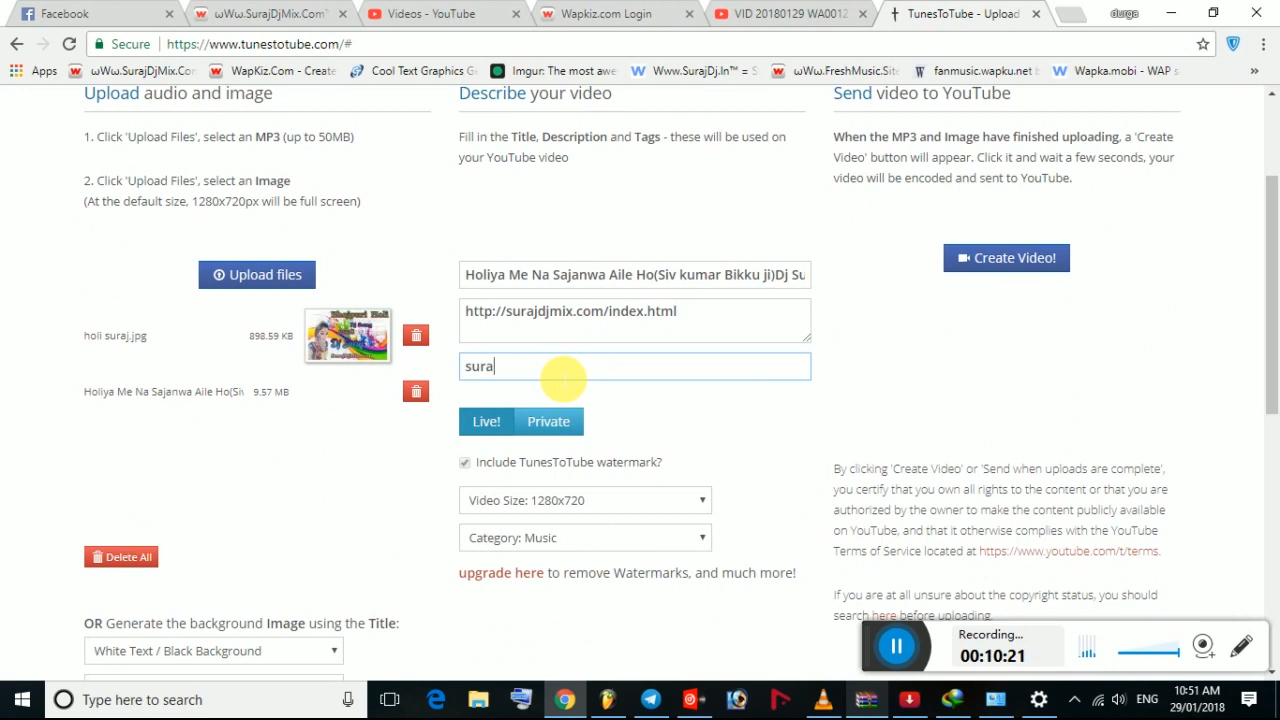 Facebook
ωWω.SurajDjMix.Com
Videos - YouTube
Wapkiz.com Login
VID 20180129 WA0012
TunesToTube - Upload
durga
Secure
https://www.tunestotube.com/#
Apps
ωWω.SurajDjMix.Com
WapKiz.Com - Create
Cool Text Graphics G
Imgur: The most awe
Www.SurajDj.In™ = S
ωWω.FreshMusic.Site
fanmusic.wapku.net
Wapka.mobi - WAP s
Upload audio and image
Describe your video
Send video to YouTube
1. Click 'Upload Files', select an MP3 (up to 50MB)
2. Click 'Upload Files', select an Image
(At the default size, 1280x720px will be full screen)
Fill in the Title, Description and Tags - these will be used on
your YouTube video
When the MP3 and Image have finished uploading, a 'Create
Video' button will appear. Click it and wait a few seconds, your
video will be encoded and sent to YouTube.
Upload files
Create Video!
Holiya Me Na Sajanwa Aile Ho(Siv kumar Bikku ji)Dj Su
http://surajdjmix.com/index.html
holi suraj.jpg
898.59 KB
Bhojpuri Holi
sura
Holiya Me Na Sajanwa Aile Ho(Siv
9.57 MB
Live!
Private
Include TunesToTube watermark?
Video Size: 1280x720
Category: Music
upgrade here to remove Watermarks, and much more!
Delete All
By clicking 'Create Video' or 'Send when uploads are complete',
you certify that you own all rights to the content or that you are
authorized by the owner to make the content publicly available
on YouTube, and that it otherwise complies with the YouTube
Terms of Service located at https://www.youtube.com/t/terms.
If you are at all unsure about the copyright status, you should
search here before uploading.
OR Generate the background Image using the Title:
White Text / Black Background
Recording...
00:10:21
Type here to search
ENG
10:51 AM
29/01/2018